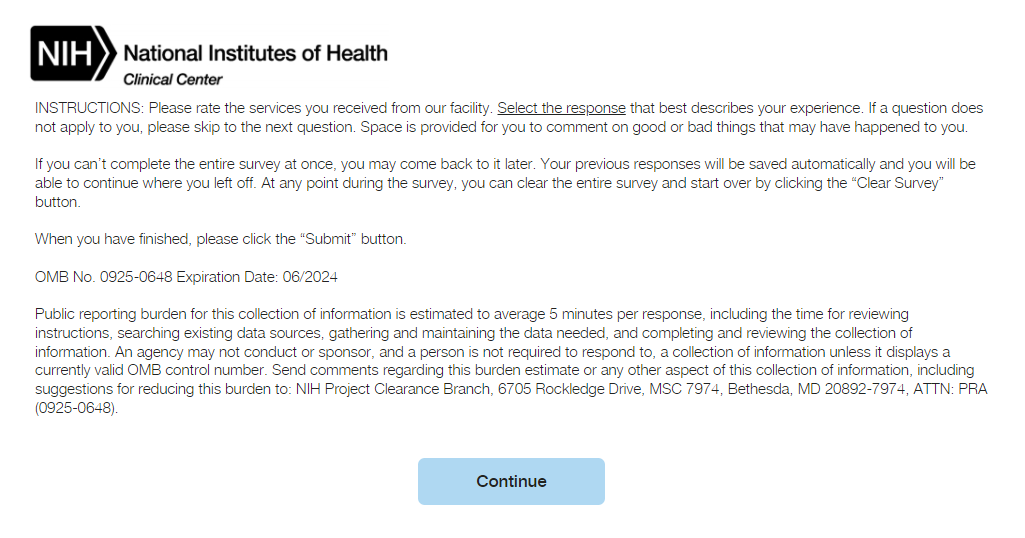 NIH National Institutes of Health
Clinical Center
INSTRUCTIONS: Please rate the services you received from our facility. Select the response that best describes your experience. If a question does
not apply to you, please skip to the next question. Space is provided for you to comment on good or bad things that may have happened to you.
If you can’t complete the entire survey at once, you may come back to it later. Your previous responses will be saved automatically and you will be
able to continue where you left off. At any point during the survey, you can clear the entire survey and start over by clicking the “Clear Survey”
button.
When you have finished, please click the “Submit” button.
OMB No. 0925-0648 Expiration Date: 06/2024
Public reporting burden for this collection of information is estimated to average 5 minutes per response, including the time for reviewing
instructions, searching existing data sources, gathering and maintaining the data needed, and completing and reviewing the collection of
information. An agency may not conduct or sponsor, and a person is not required to respond to, a collection of information unless it displays a
currently valid OMB control number. Send comments regarding this burden estimate or any other aspect of this collection of information, including
suggestions for reducing this burden to: NIH Project Clearance Branch, 6705 Rockledge Drive, MSC 7974, Bethesda, MD 20892-7974, ATTN: PRA
(0925-0648).
Continue